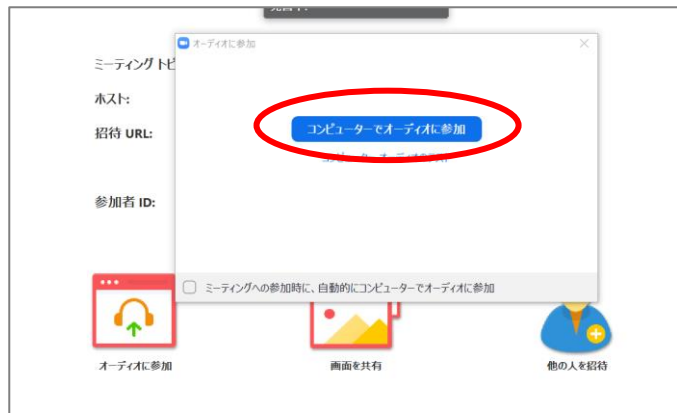 オーディオに参加
ミーティング トピ
ホスト:
招待 URL:
コンピューターでオーディオに参加
参加者 ID:
ミーティングへの参加時に、自動的にコンピューターでオーディオに参加
オーディオに参加
画面を共有
他の人を招待